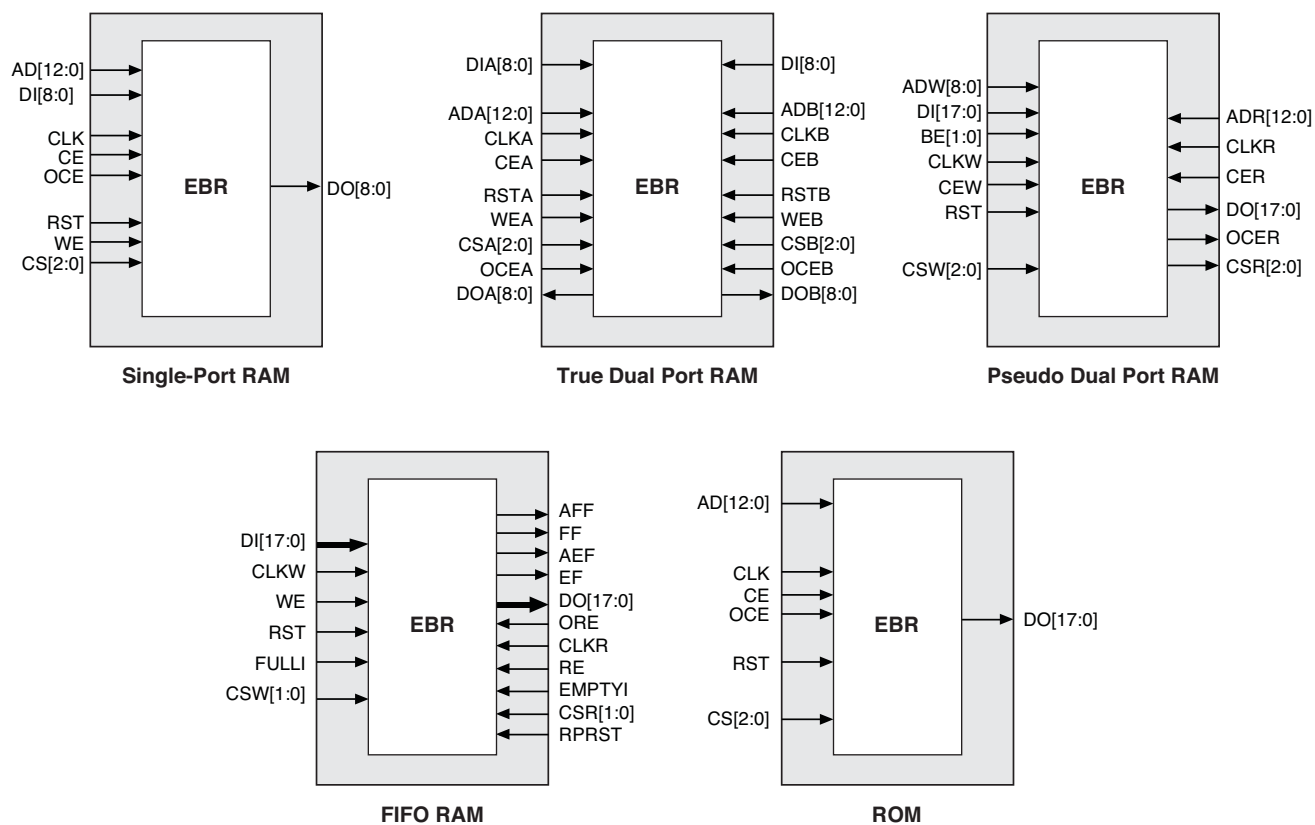 AD[12:0]
DI[8:0]
CLK
CE
OCE
RST
WE
CS[2:0]
EBR
DO[8:0]
Single-Port RAM
DIA[8:0]
ADA[12:0]
CLKA
CEA
RSTA
WEA
CSA[2:0]
OCEA
DOA[8:0]
EBR
DI[8:0]
ADB[12:0]
CLKB
CEB
RSTB
WEB
CSB[2:0]
OCEB
DOB[8:0]
True Dual Port RAM
ADW[8:0]
DI[17:0]
BE[1:0]
CLKW
CEW
RST
CSW[2:0]
EBR
ADR[12:0]
CLKR
CER
DO[17:0]
OCER
CSR[2:0]
Pseudo Dual Port RAM
DI[17:0]
CLKW
WE
RST
FULLI
CSW[1:0]
EBR
AFF
FF
AEF
EF
DO[17:0]
ORE
CLKR
RE
EMPTYI
CSR[1:0]
RPRST
FIFO RAM
AD[12:0]
CLK
CE
OCE
RST
CS[2:0]
EBR
DO[17:0]
ROM